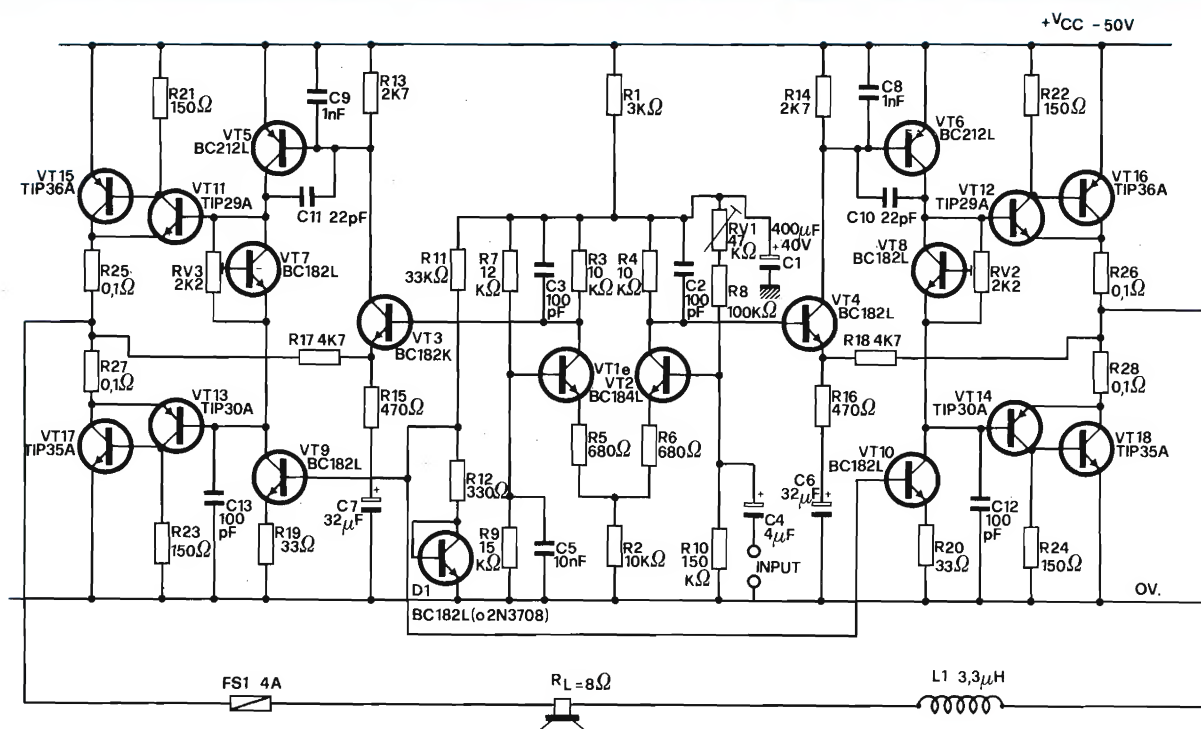 +VCC - 50V
R21
150Ω
C9
1nF
R13
2K7
R1
3KΩ
R14
2K7
C8
1nF
R22
150Ω
VT5
BC212L
VT6
BC212L
VT15
TIP36A
VT11
TIP29A
C11 22pF
C10 22pF
VT12
TIP29A
VT16
TIP36A
R25
0,1Ω
RV3
2K2
VT7
BC182L
R11
33KΩ
R7
12
KΩ
C3
100
pF
R3
10
KΩ
R4
10
KΩ
C2
100
pF
RV1
47
KΩ
400μF
+ 40V
C1
R8
100KΩ
VT8
BC182L
RV2
2K2
R26
0,1Ω
VT3
BC182K
VT4
BC182L
R17 4K7
R18 4K7
R27
0,1Ω
VT1e
VT2
BC184L
R28
0,1Ω
VT13
TIP30A
R15
470Ω
R16
470Ω
VT14
TIP30A
VT17
TIP35A
VT9
BC182L
R12
330Ω
R5
680Ω
R6
680Ω
VT10
BC182L
VT18
TIP35A
C13
100
pF
R23
150Ω
R19
33Ω
C7
32μF
+
R9
15
KΩ
C5
10nF
R2
10KΩ
R10
150
KΩ
+
C4
4μF
INPUT
C6
32μF
+
R20
33Ω
C12
100
pF
R24
150Ω
D1
BC182L(o2N3708)
0V.
FS1 4A
RL=8Ω
L1 3,3μH